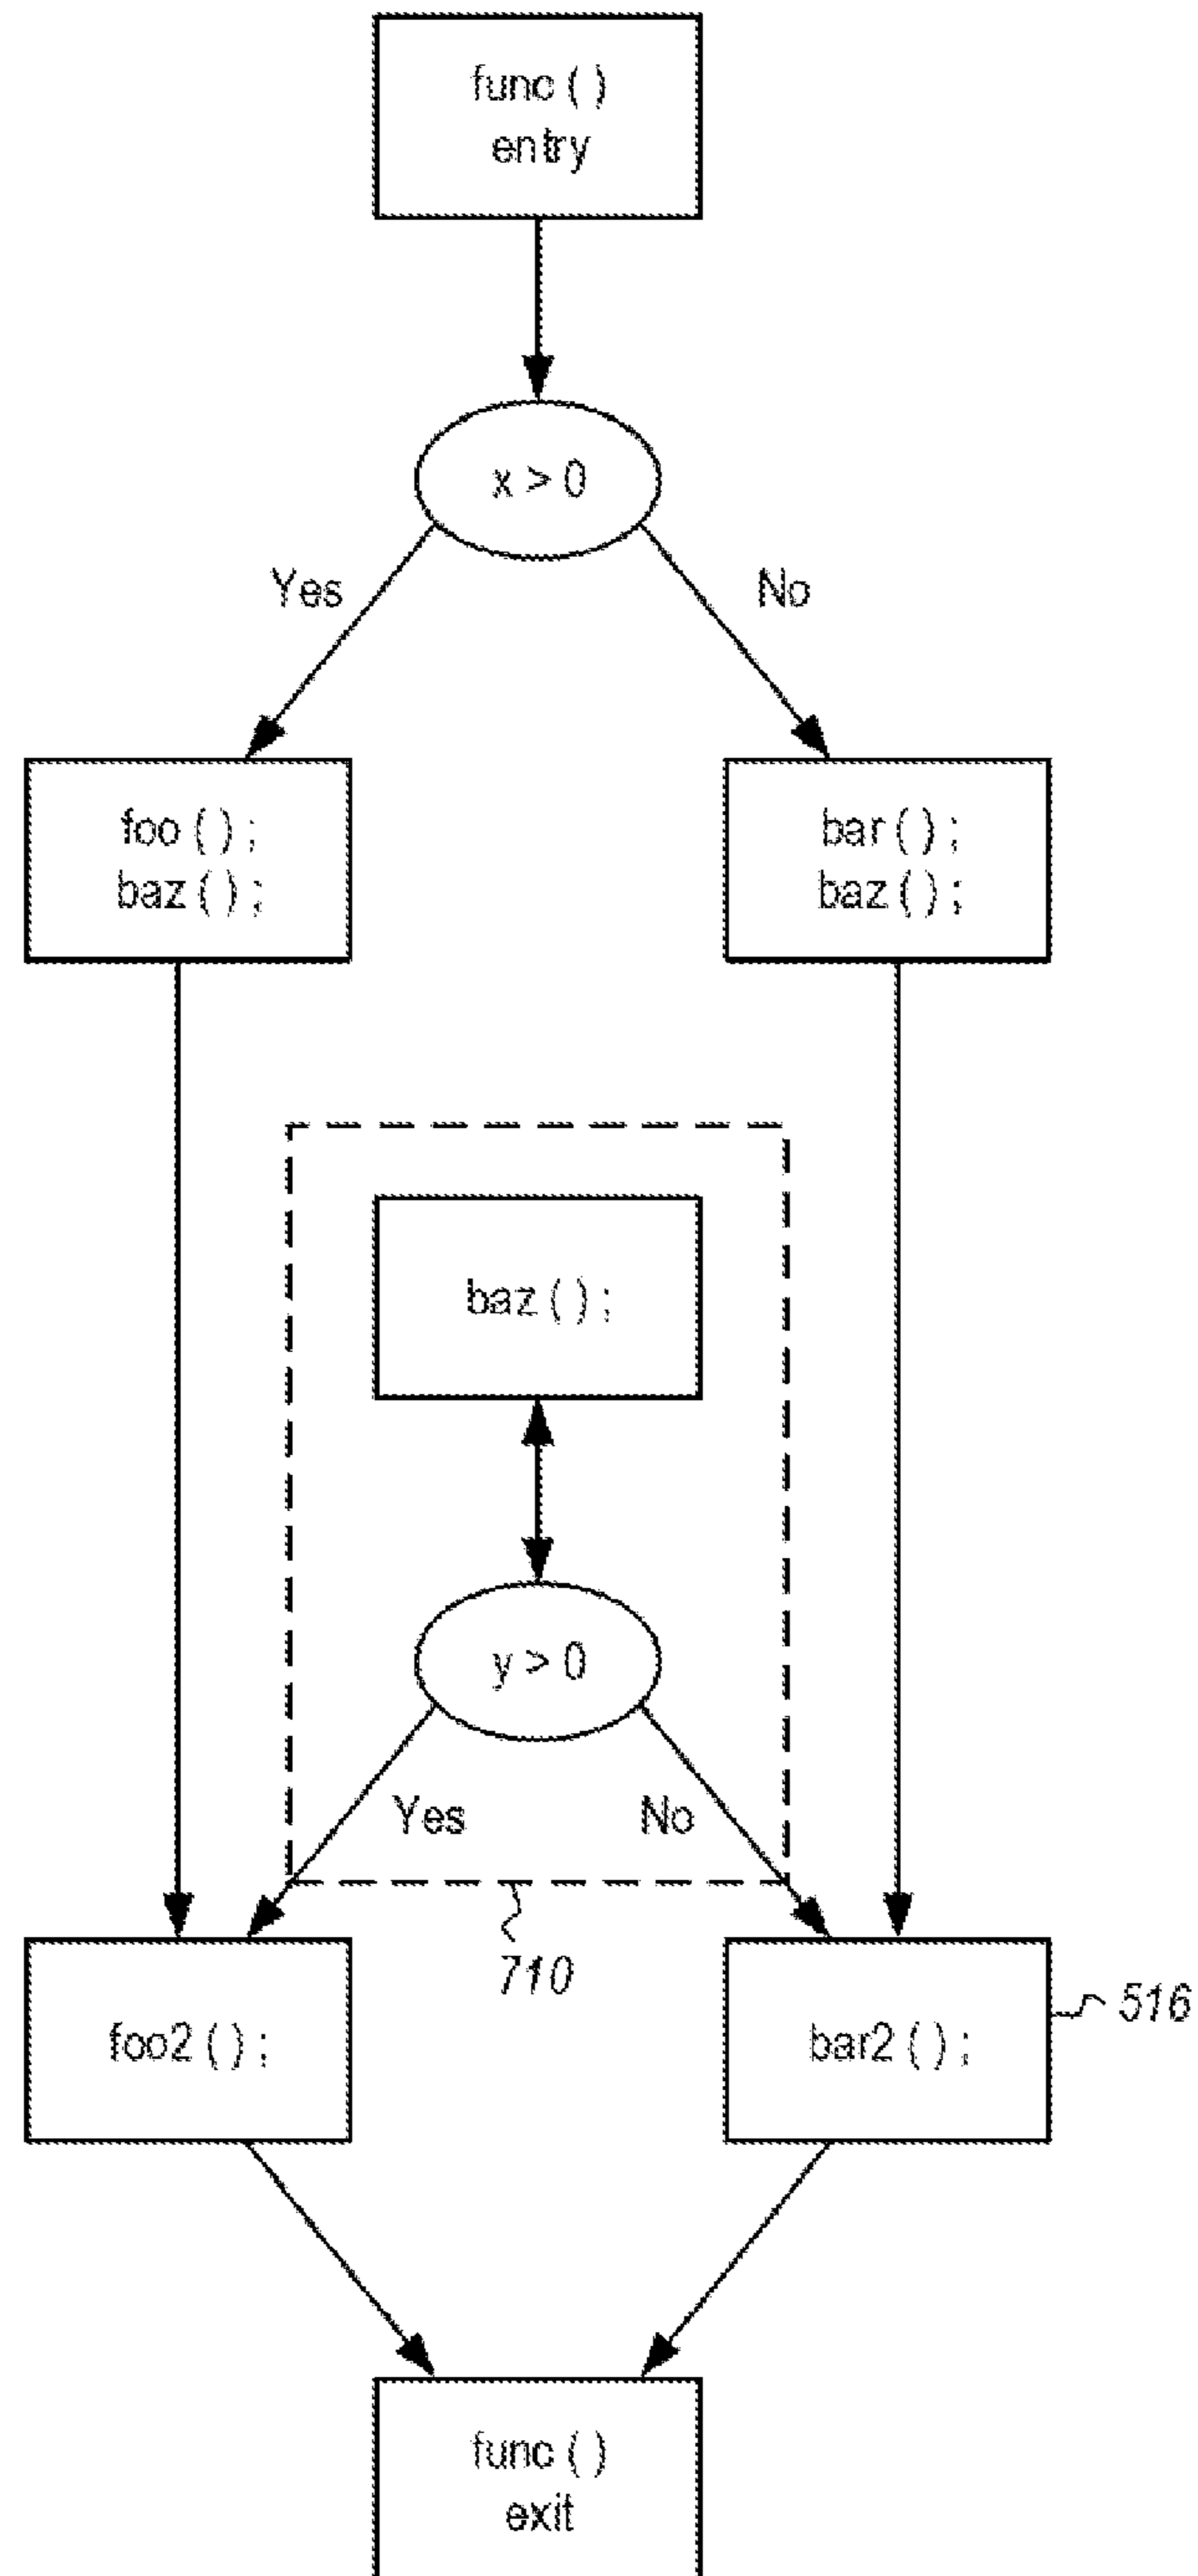 func ( )
entry
x > 0
Yes
No
foo ( ) ;
baz ( ) ;
bar ( ) ;
baz ( ) ;
baz ( ) ;
y > 0
Yes
No
710
foo2 ( ) ;
bar2 ( ) ;
516
func ( )
exit